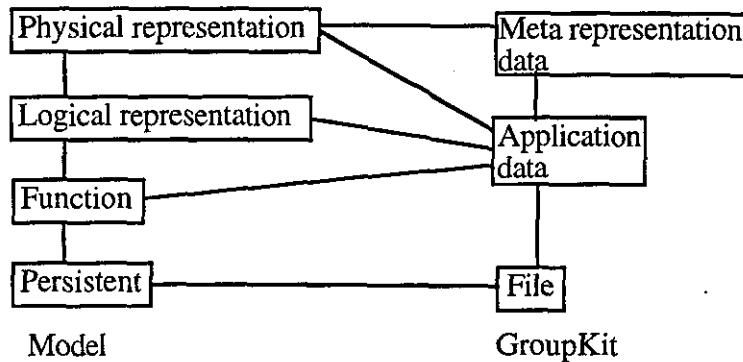 Physical representation
Meta representation
data
Logical representation
Application
data
Function
Persistent
File
Model
GroupKit